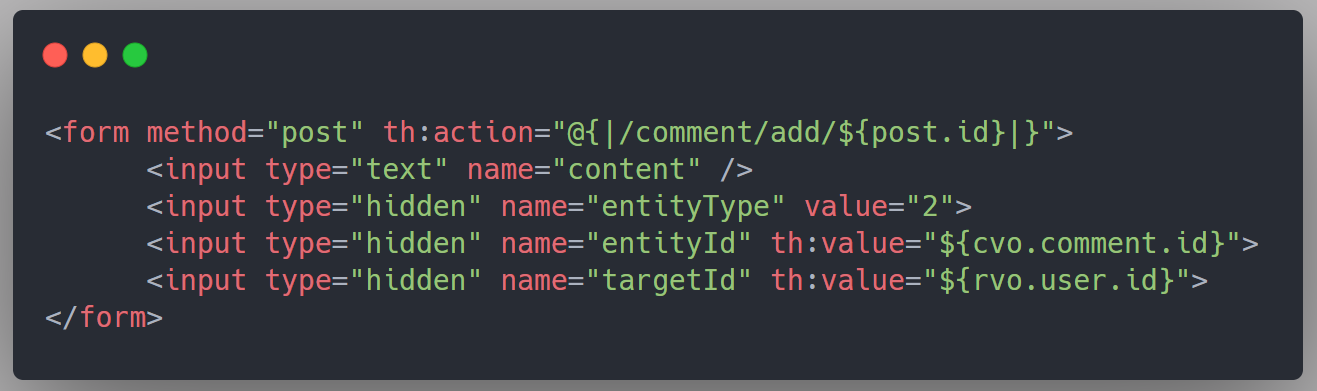 <form method="post" th:action="@{|/comment/add/${post.id}|}">
      <input type="text" name="content" />
      <input type="hidden" name="entityType" value="2">
      <input type="hidden" name="entityId" th:value="${cvo.comment.id}">
      <input type="hidden" name="targetId" th:value="${rvo.user.id}">
</form>